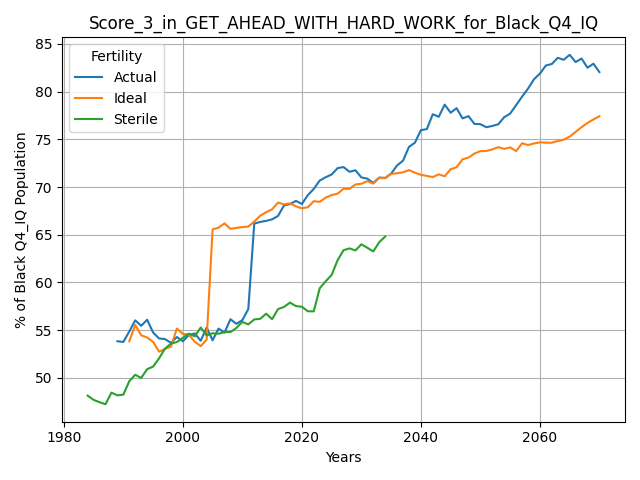 Score_3_in_GET_AHEAD_WITH_HARD_WORK_for_Black_Q4_IQ
Fertility
Actual
Ideal
Sterile
% of Black Q4_IQ Population
85
80
75
70
65
60
55
50
1980
2000
2020
2040
2060
Years